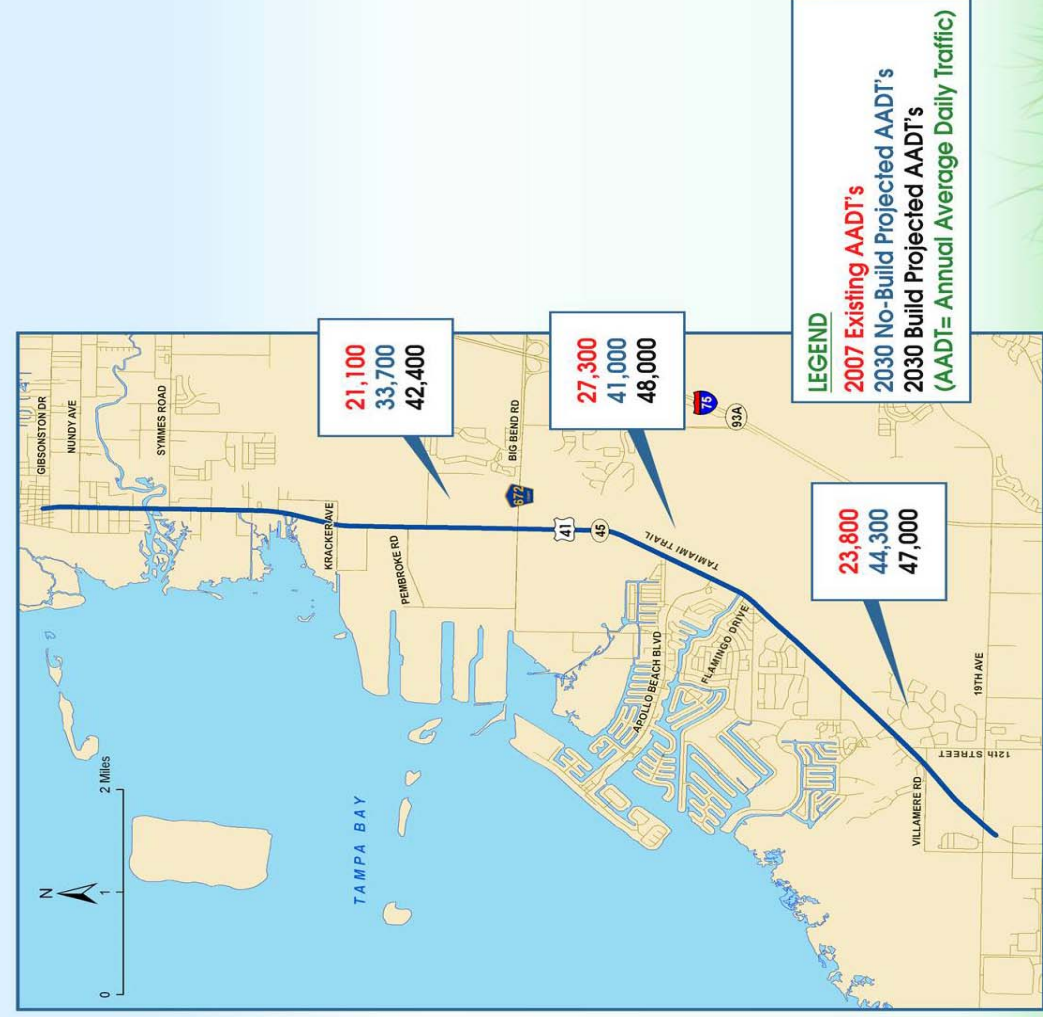 N
0 1 2 Miles
GIBSONSTON DR
NUNDY AVE
SYMMES ROAD
KRACKER AVE
PEMBROKE RD
BIG BEND RD
672
41
45
TAMIAMI TRAIL
TAMPA BAY
APOLLO BEACH BLVD
FLAMINGO DRIVE
75
93A
VILLAMERE RD
12th STREET
19TH AVE
21,100
33,700
42,400
27,300
41,000
48,000
23,800
44,300
47,000
LEGEND
2007 Existing AADT's
2030 No-Build Projected AADT's
2030 Build Projected AADT's
(AADT= Annual Average Daily Traffic)